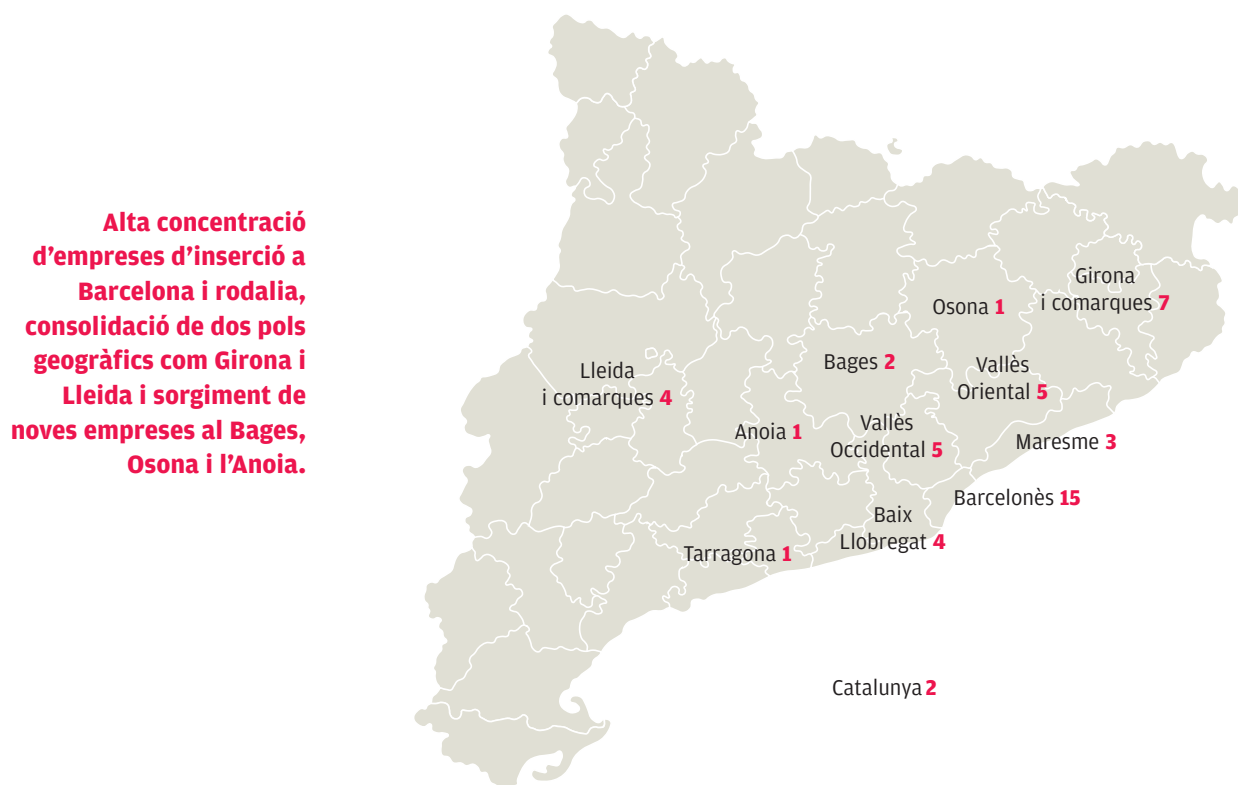 Alta concentració
d’empreses d’inserció a
Barcelona i rodalia,
consolidació de dos pols
geogràfics com Girona i
Lleida i sorgiment de
noves empreses al Bages,
Osona i l’Anoia.
Girona
i comarques 7
Osona 1
Bages 2
Vallès
Oriental 5
Lleida
i comarques 4
Anoia 1
Vallès
Occidental 5
Maresme 3
Barcelonès 15
Baix
Llobregat 4
Tarragona 1
Catalunya 2